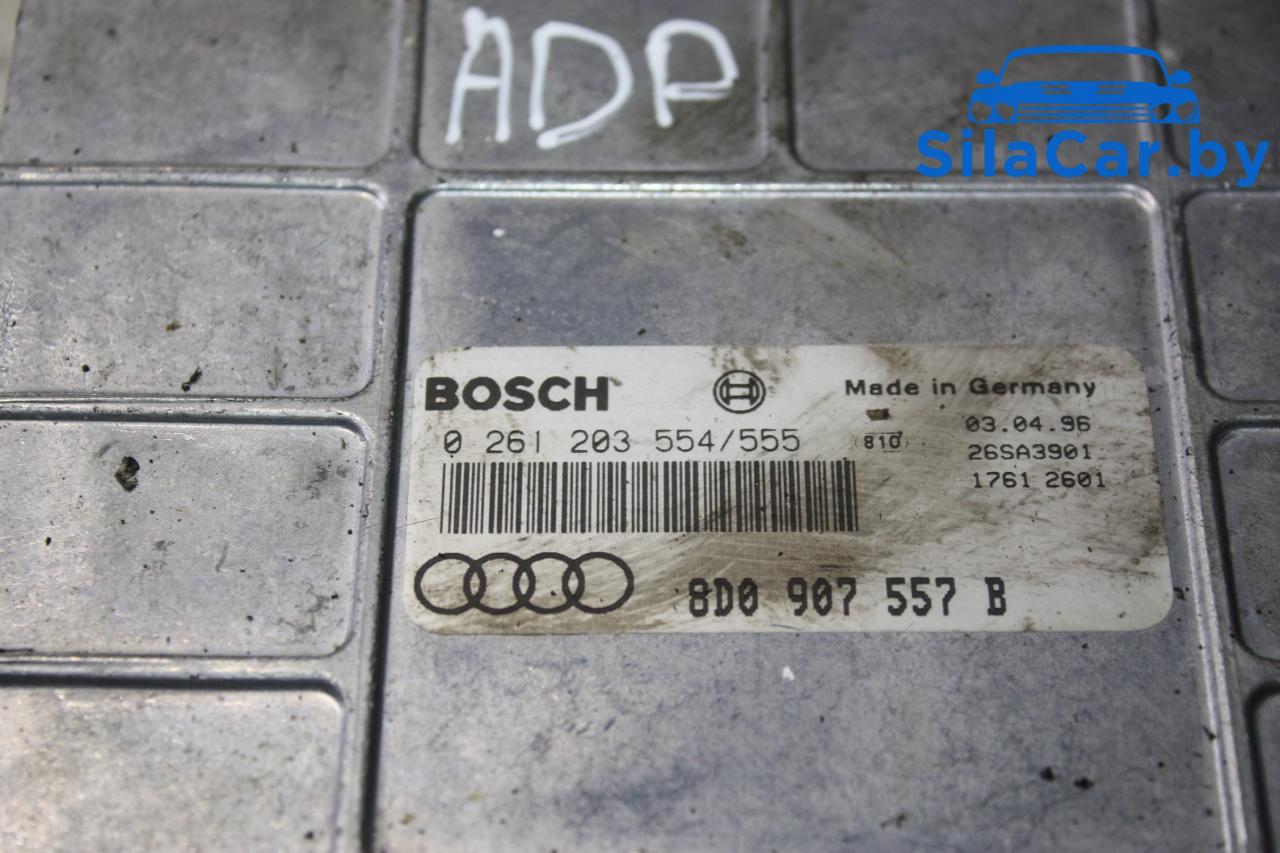 ADP
SilaCar.by
BOSCH
Made in Germany
0 261 203 554/555
810
03.04.96
26SA3901
1761 2601
8D0 907 557 B